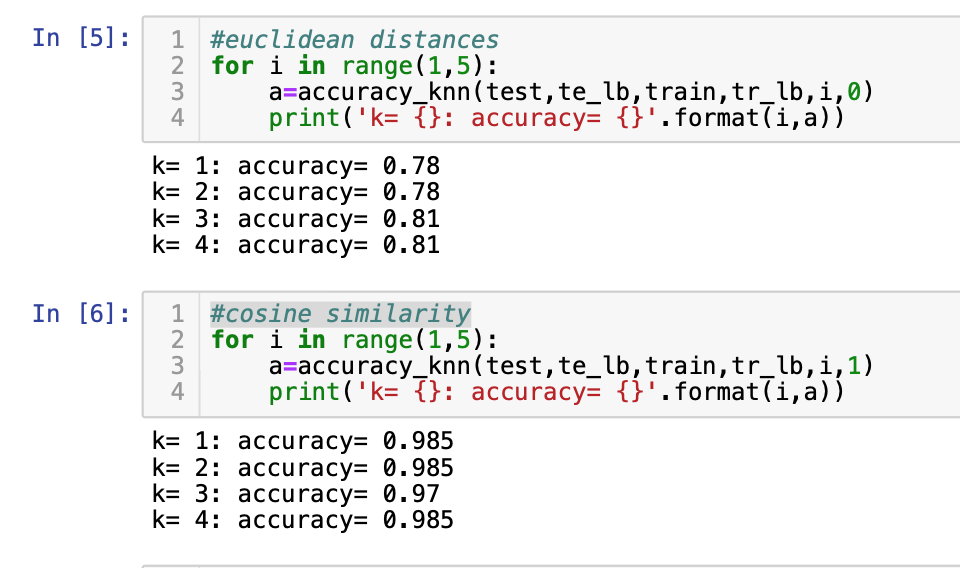 In [5]:
1 #euclidean distances
2 for i in range(1,5):
3     a=accuracy_knn(test,te_lb,train,tr_lb,i,0)
4     print('k= {}: accuracy= {}'.format(i,a))
k= 1: accuracy= 0.78
k= 2: accuracy= 0.78
k= 3: accuracy= 0.81
k= 4: accuracy= 0.81
In [6]:
1 #cosine similarity
2 for i in range(1,5):
3     a=accuracy_knn(test,te_lb,train,tr_lb,i,1)
4     print('k= {}: accuracy= {}'.format(i,a))
k= 1: accuracy= 0.985
k= 2: accuracy= 0.985
k= 3: accuracy= 0.97
k= 4: accuracy= 0.985